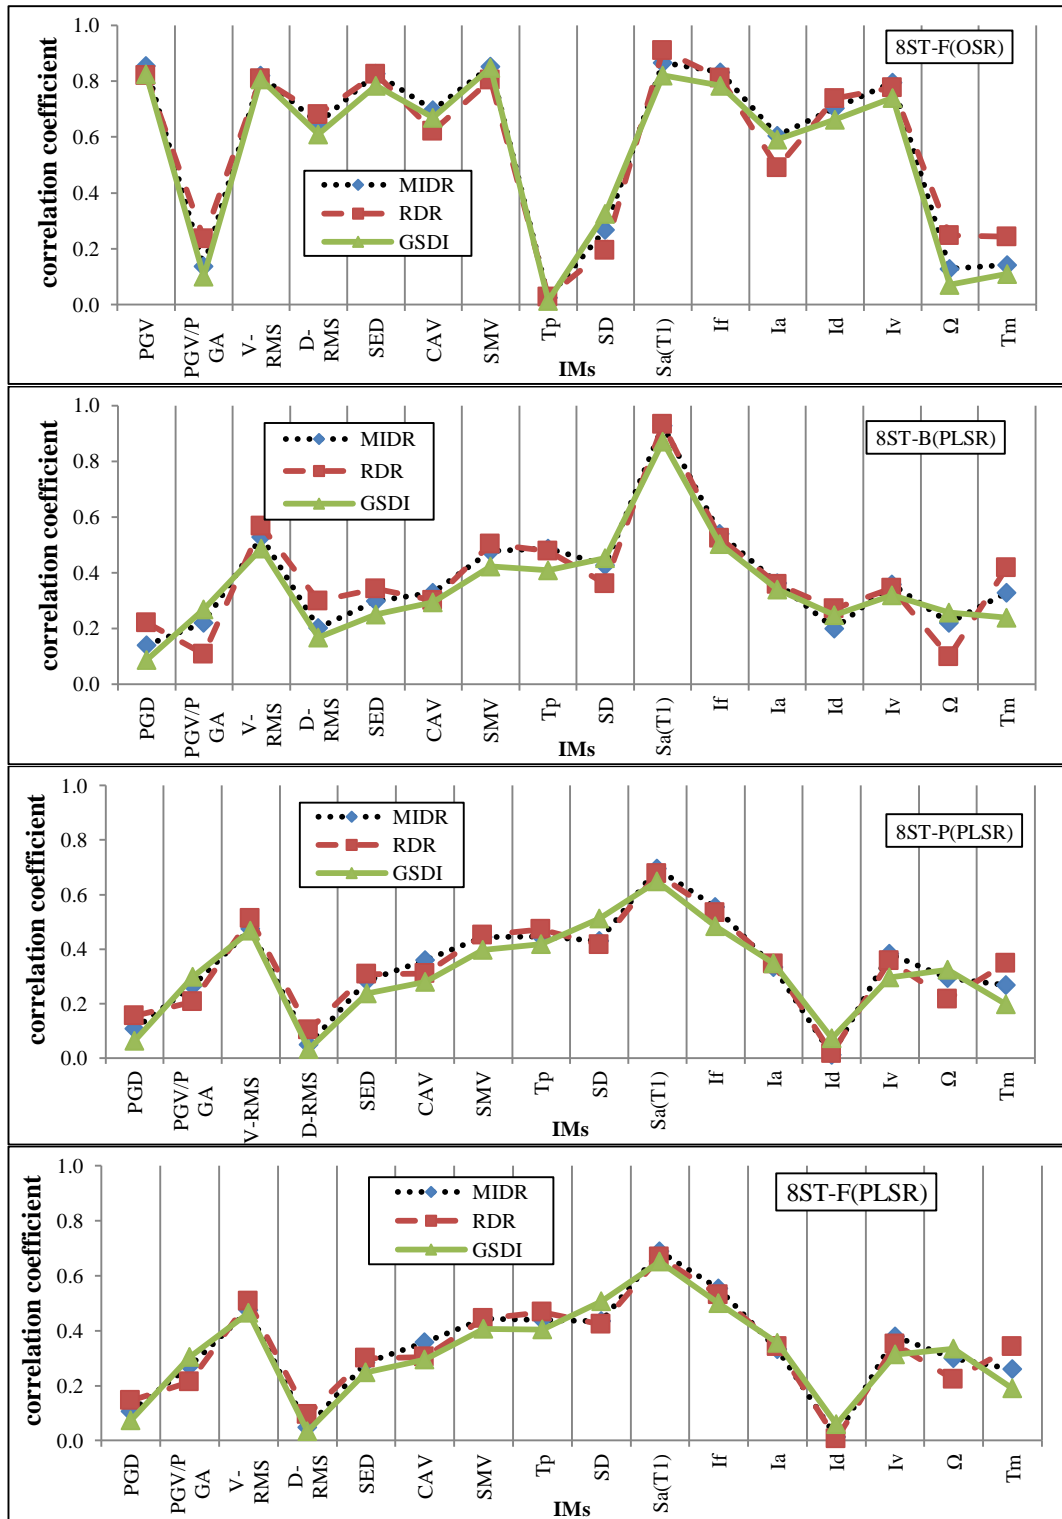 correlation coefficient
1.0
0.8
0.6
0.4
0.2
0.0
8ST-F(OSR)
MIDR
RDR
GSDI
PGV
PGV/P
GA
V-
RMS
D-
RMS
SED
CAV
SMV
Tp
SD
Sa(T1)
If
Ia
Id
Iv
Ω
Tm
IMs
correlation coefficient
1.0
0.8
0.6
0.4
0.2
0.0
8ST-B(PLSR)
MIDR
RDR
GSDI
PGD
PGV/P
GA
V-
RMS
D-
RMS
SED
CAV
SMV
Tp
SD
Sa(T1)
If
Ia
Id
Iv
Ω
Tm
IMs
correlation coefficient
1.0
0.8
0.6
0.4
0.2
0.0
8ST-P(PLSR)
MIDR
RDR
GSDI
PGD
PGV/P
GA
V-RMS
D-RMS
SED
CAV
SMV
Tp
SD
Sa(T1)
If
Ia
Id
Iv
Ω
Tm
IMs
correlation coefficient
1.0
0.8
0.6
0.4
0.2
0.0
8ST-F(PLSR)
MIDR
RDR
GSDI
PGD
PGV/P
GA
V-
RMS
D-
RMS
SED
CAV
SMV
Tp
SD
Sa(T1)
If
Ia
Id
Iv
Ω
Tm
IMs